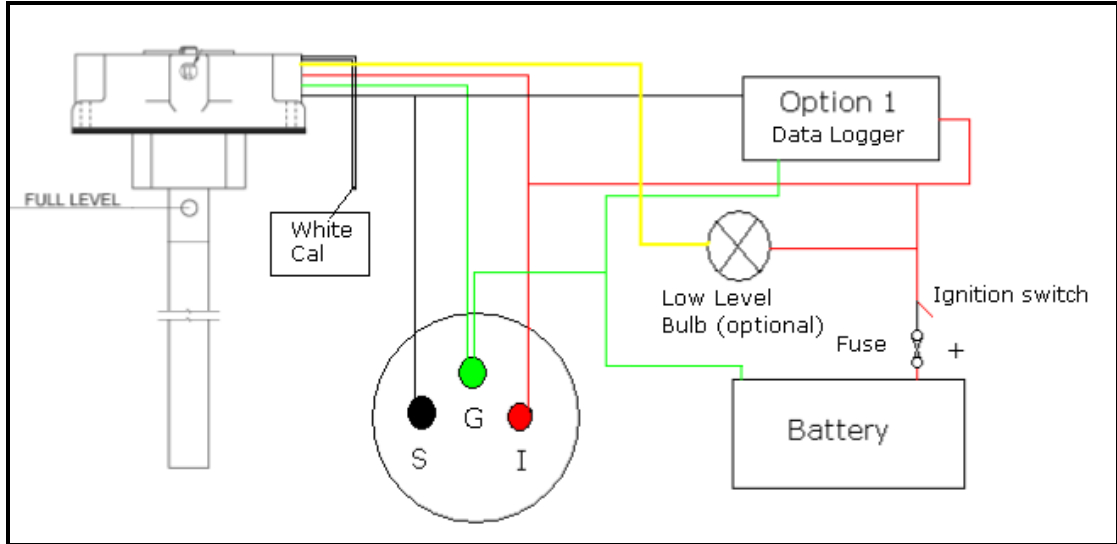 Option 1
Data Logger
FULL LEVEL
White
Cal
Low Level
Bulb (optional)
Ignition switch
Fuse
+
G
S
I
Battery